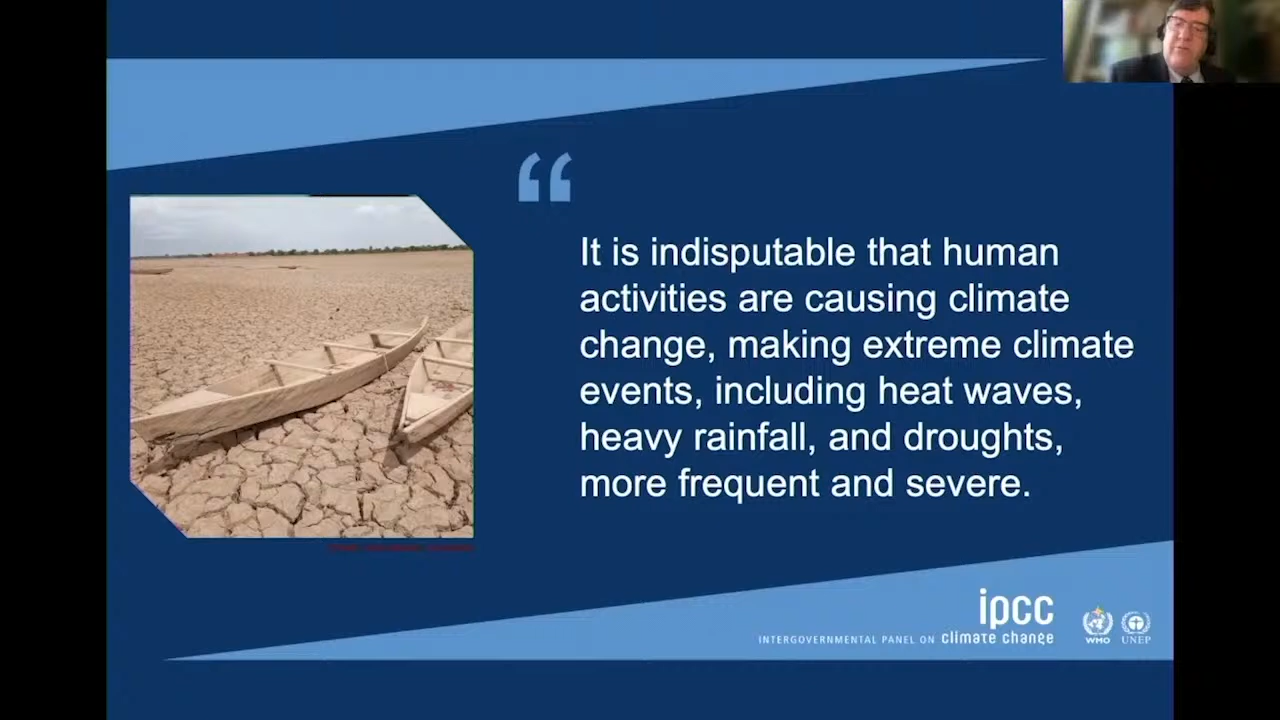 “
It is indisputable that human
activities are causing climate
change, making extreme climate
events, including heat waves,
heavy rainfall, and droughts,
more frequent and severe.
ipcc
INTERGOVERNMENTAL PANEL ON climate change
WMO
UNEP